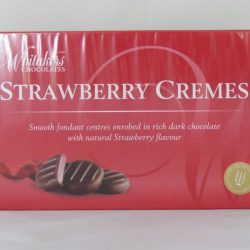 Whitakers
CHOCOLATES
STRAWBERRY CREMES
Smooth fondant centres enrobed in rich dark chocolate
with natural Strawberry flavour